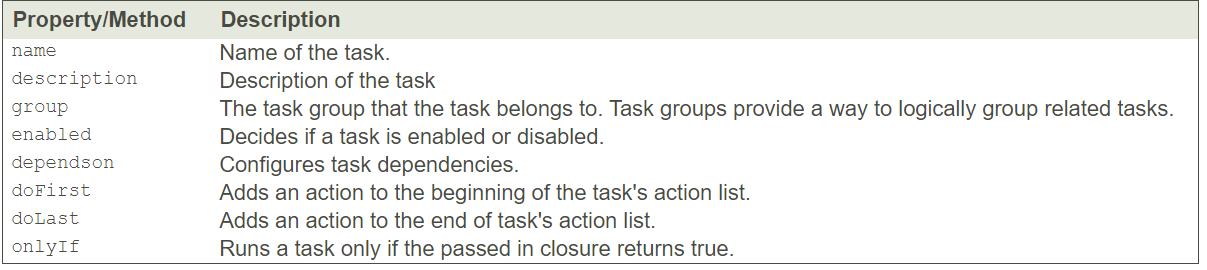 Property/Method Description
name Name of the task.
description Description of the task
group The task group that the task belongs to. Task groups provide a way to logically group related tasks.
enabled Decides if a task is enabled or disabled.
dependson Configures task dependencies.
doFirst Adds an action to the beginning of the task's action list.
doLast Adds an action to the end of task's action list.
onlyIf Runs a task only if the passed in closure returns true.